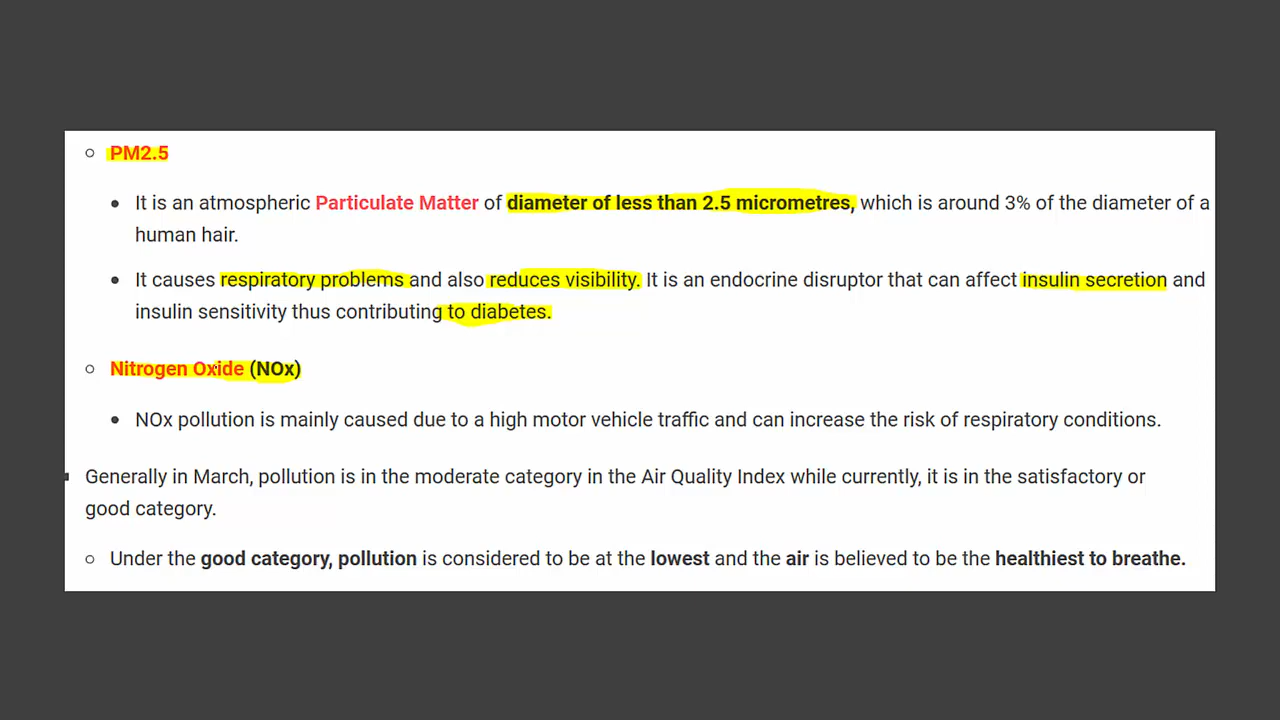 PM2.5
It is an atmospheric Particulate Matter of diameter of less than 2.5 micrometres, which is around 3% of the diameter of a
human hair.
It causes respiratory problems and also reduces visibility. It is an endocrine disruptor that can affect insulin secretion and
insulin sensitivity thus contributing to diabetes.
Nitrogen Oxide (NOx)
NOx pollution is mainly caused due to a high motor vehicle traffic and can increase the risk of respiratory conditions.
Generally in March, pollution is in the moderate category in the Air Quality Index while currently, it is in the satisfactory or
good category.
Under the good category, pollution is considered to be at the lowest and the air is believed to be the healthiest to breathe.